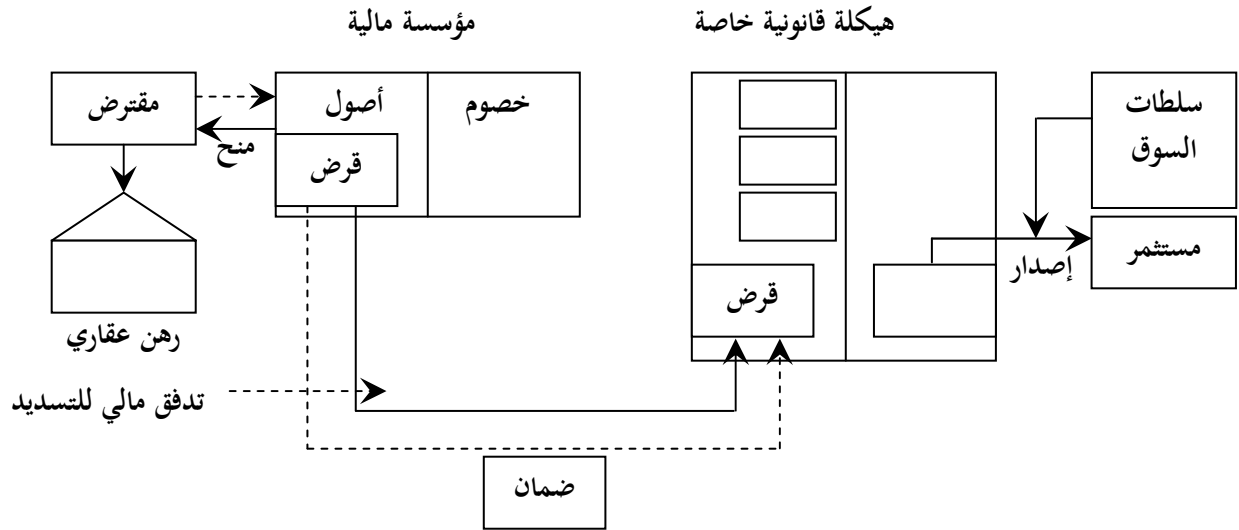 هيكلة قانونية خاصة
مؤسسة مالية
سلطات
السوق
خصوم
أصول
مقترض
منح
قرض
مستثمر
إصدار
قرض
رهن عقاري
تدفق مالي للتسديد
ضمان